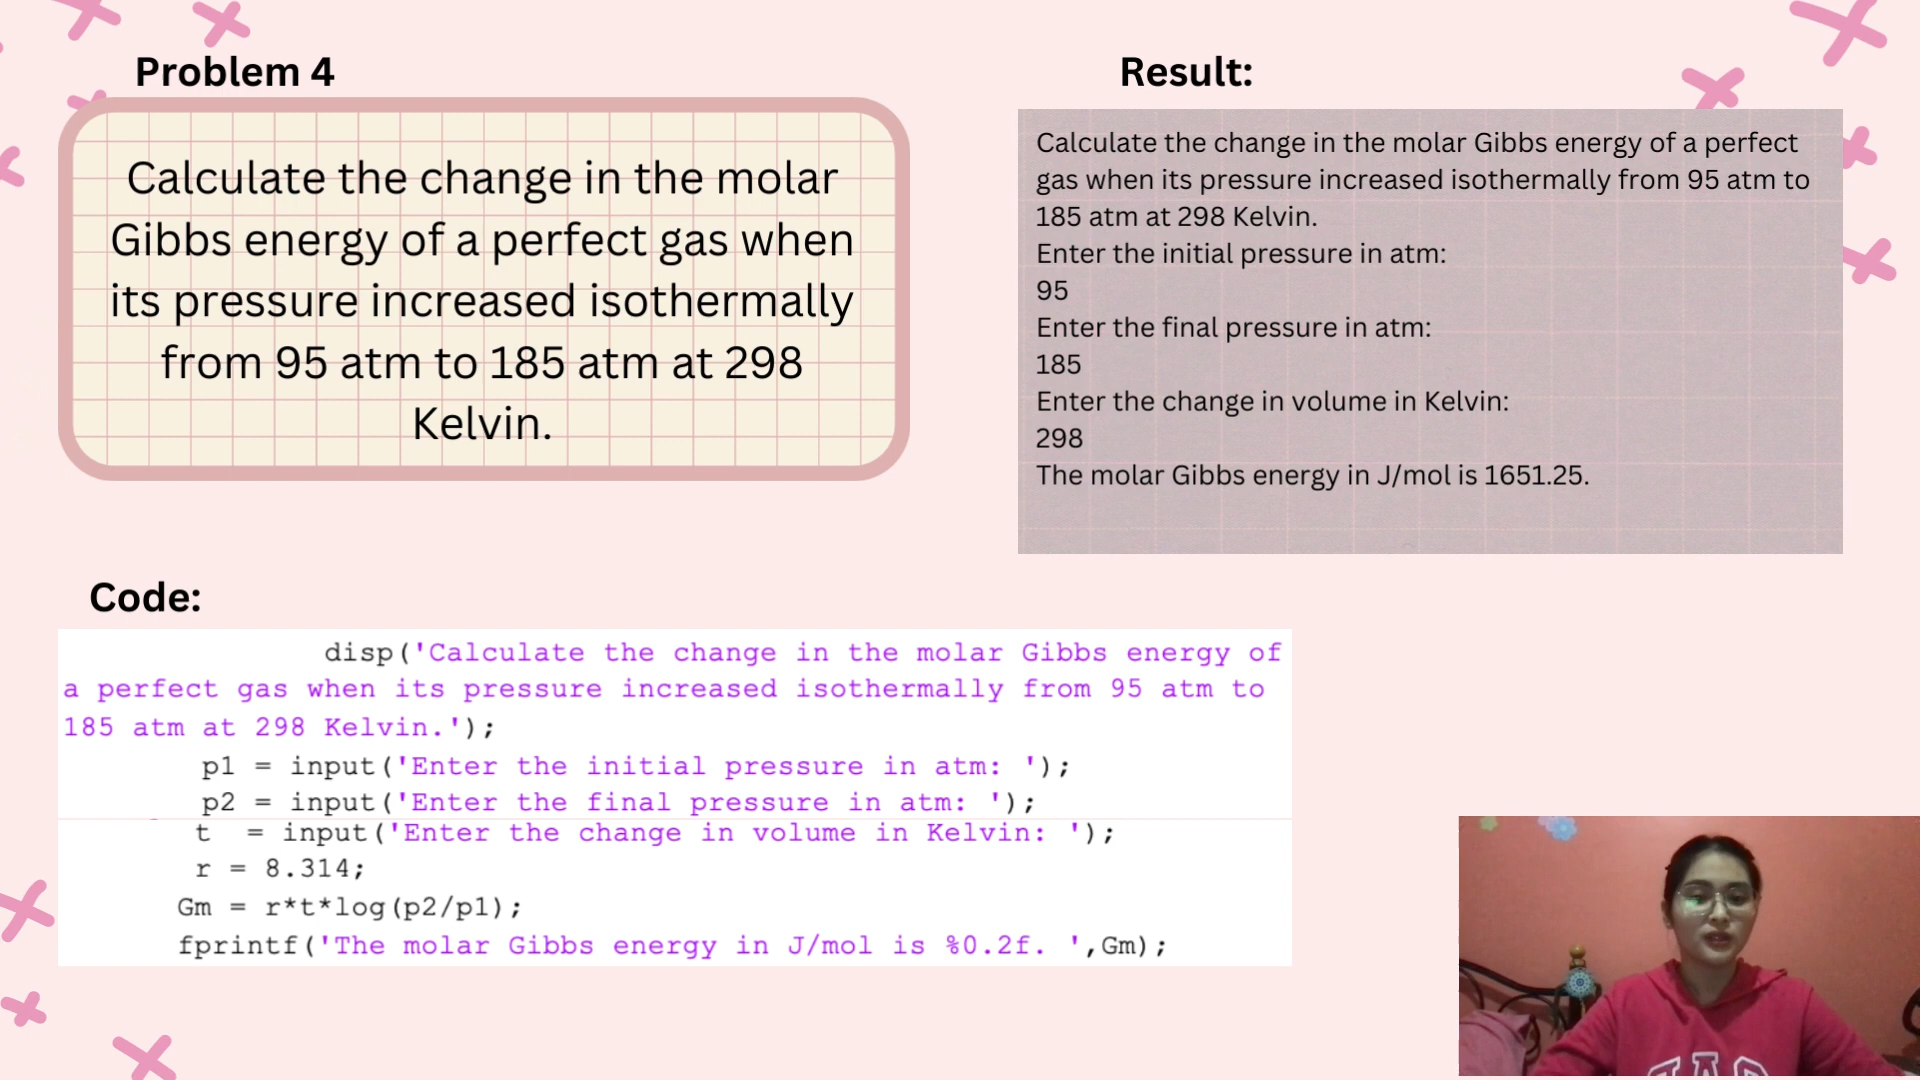 Problem 4
Calculate the change in the molar
Gibbs energy of a perfect gas when
its pressure increased isothermally
from 95 atm to 185 atm at 298
Kelvin.
Result:
Calculate the change in the molar Gibbs energy of a perfect
gas when its pressure increased isothermally from 95 atm to
185 atm at 298 Kelvin.
Enter the initial pressure in atm:
95
Enter the final pressure in atm:
185
Enter the change in volume in Kelvin:
298
The molar Gibbs energy in J/mol is 1651.25.
Code:
disp('Calculate the change in the molar Gibbs energy of
a perfect gas when its pressure increased isothermally from 95 atm to
185 atm at 298 Kelvin.');
p1 = input('Enter the initial pressure in atm: ');
p2 = input('Enter the final pressure in atm: ');
t  = input('Enter the change in volume in Kelvin: ');
r = 8.314;
Gm = r*t*log(p2/p1);
fprintf('The molar Gibbs energy in J/mol is %0.2f. ',Gm);